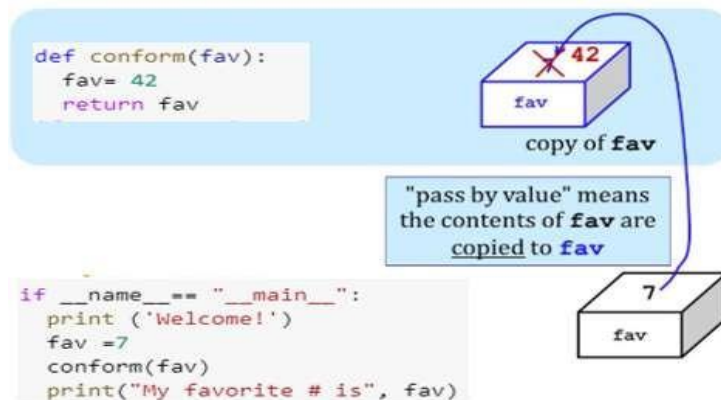 def conform(fav):
fav= 42
return fav
7 42
fav
copy of fav
"pass by value" means
the contents of fav are
copied to fav
if __name__== "__main__":
print ('Welcome!')
fav =7
conform(fav)
print("My favorite # is", fav)
7
fav